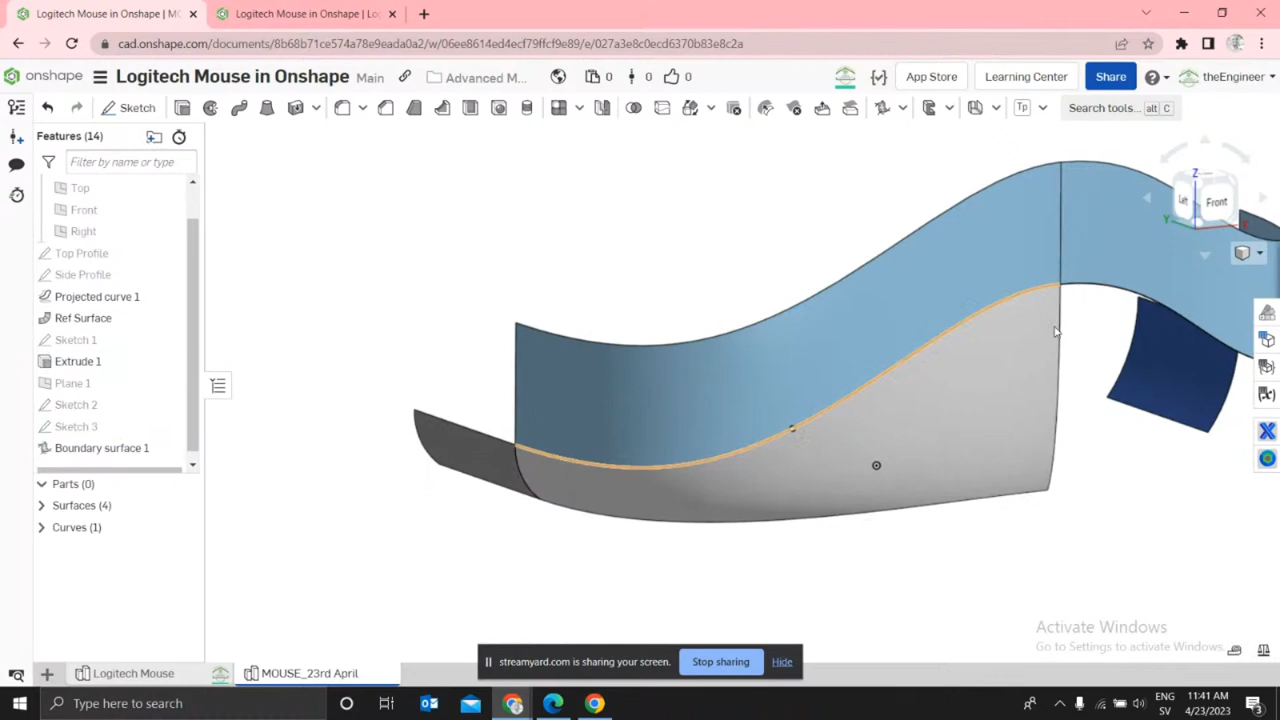 Logitech Mouse in Onshape | MO
Logitech Mouse in Onshape | Log
cad.onshape.com/documents/8b68b71ce574a78e9eada0a2/w/06ee8614ed4ecf79ffcf9e89/e/027a3e8c0ecd6370b83e8c2a
onshape
Logitech Mouse in Onshape
Main
Advanced M...
0
0
0
App Store
Learning Center
Share
theEngineer
Sketch
Tp
Search tools...
alt
C
Features (14)
Filter by name or type
Top
Front
Right
Top Profile
Side Profile
Projected curve 1
Ref Surface
Sketch 1
Extrude 1
Plane 1
Sketch 2
Sketch 3
Boundary surface 1
Parts (0)
Surfaces (4)
Curves (1)
Z
Left
Front
Y
Activate Windows
Go to Settings to activate Windows.
streamyard.com is sharing your screen.
Stop sharing
Hide
Logitech Mouse
MOUSE_23rd April
Type here to search
ENG
SV
11:41 AM
4/23/2023
3